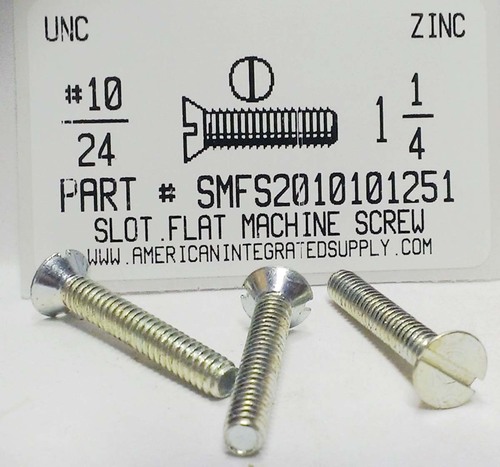 UNC ZINC
#10 1 1
24 4
PART # SMFS2010101251
SLOT FLAT MACHINE SCREW
WWW.AMERICANINTEGRATEDSUPPLY.COM